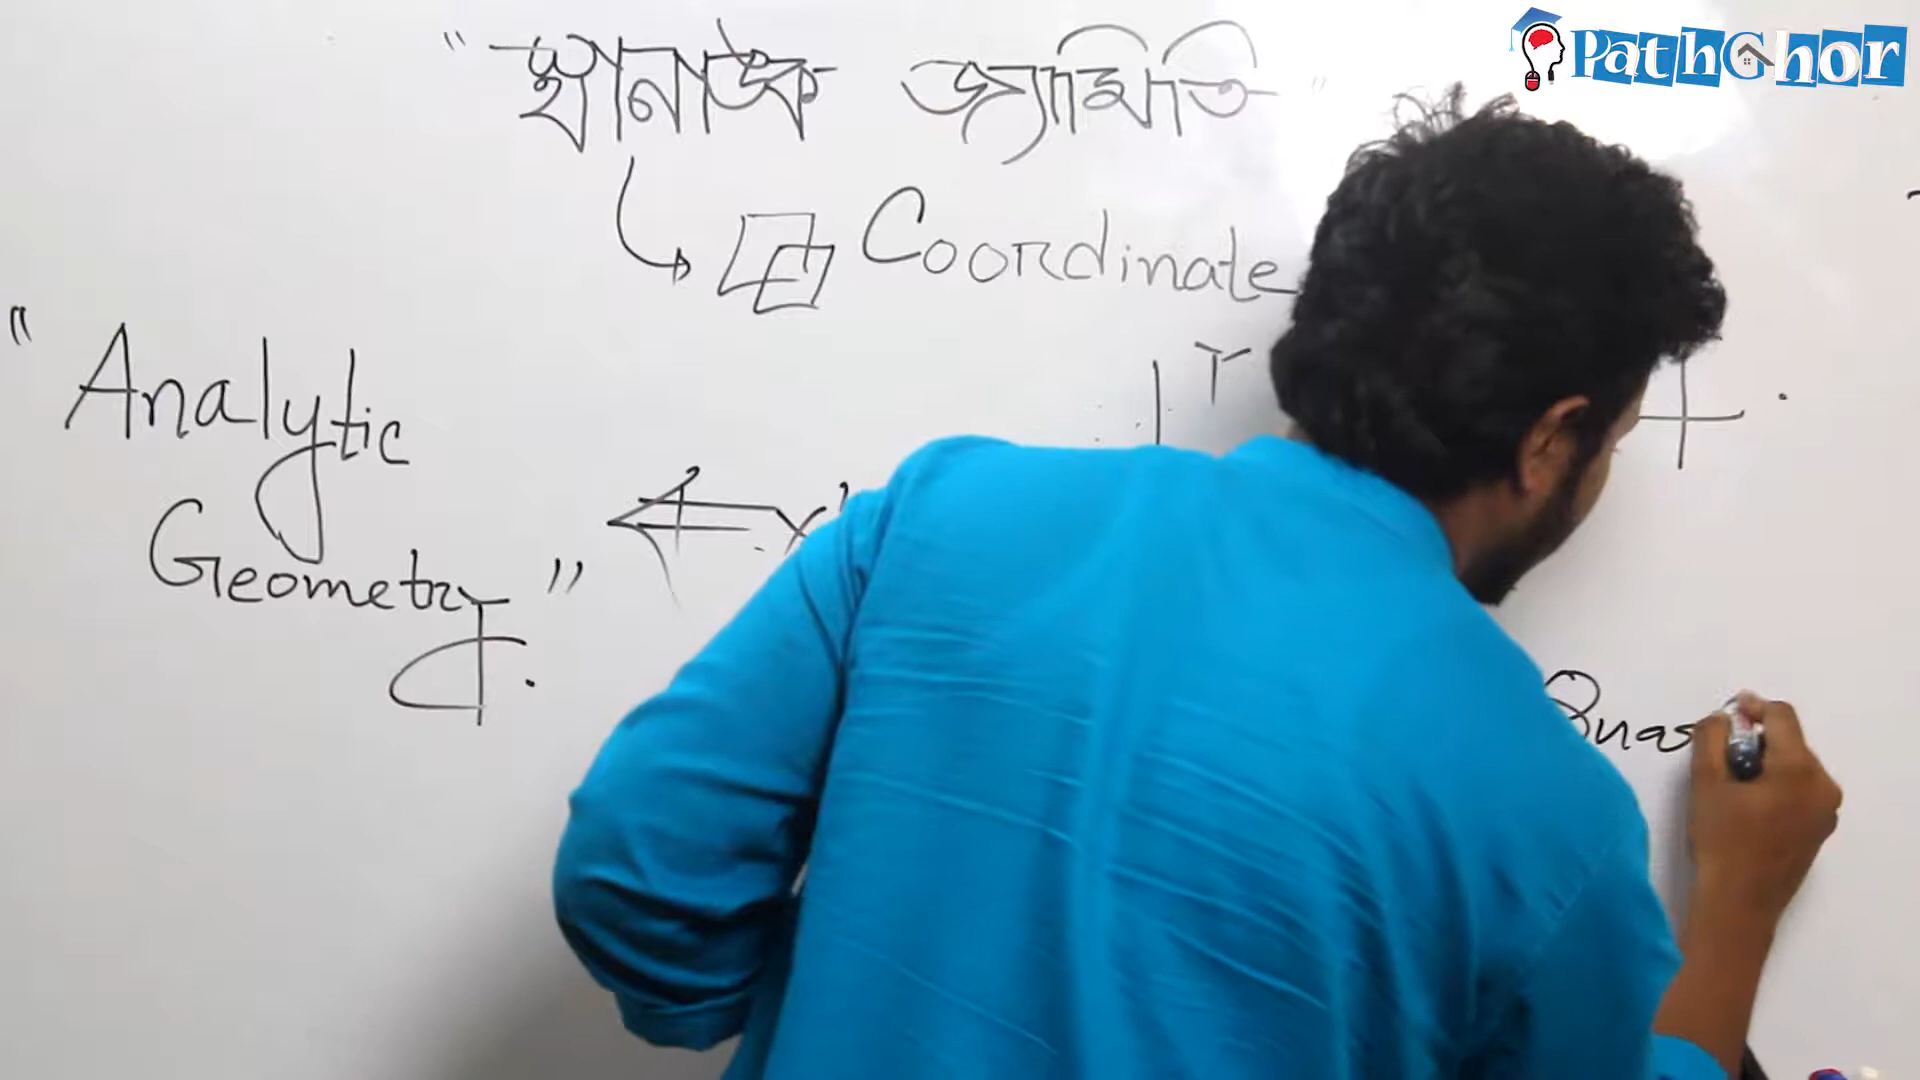 PathGhor
" স্থানাঙ্ক জ্যামিতি "
Coordinate
" Analytic
Geometry "
Y
X'